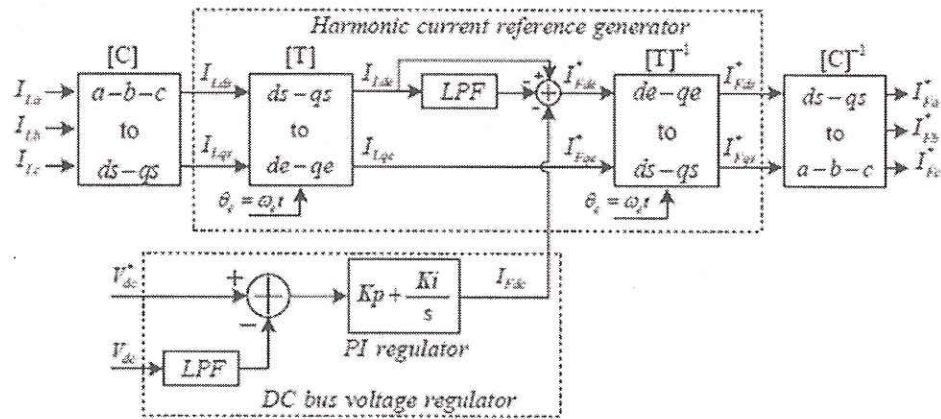 Harmonic current reference generator
[C] [T] [T]⁻¹ [C]⁻¹
I_La I_Lb I_Lc
a-b-c to ds-qs
I_Lds I_Lqs
ds-qs to de-qe
θ_e = ω_e t
I_Lde I_Lqe
LPF
- + -
I*_Fde I*_Fqe
de-qe to ds-qs
θ_e = ω_e t
I*_Fds I*_Fqs
ds-qs to a-b-c
I*_Fa I*_Fb I*_Fc
V*_dc + −
Kp + Ki/s
I_Fdc
PI regulator
V_dc LPF
DC bus voltage regulator